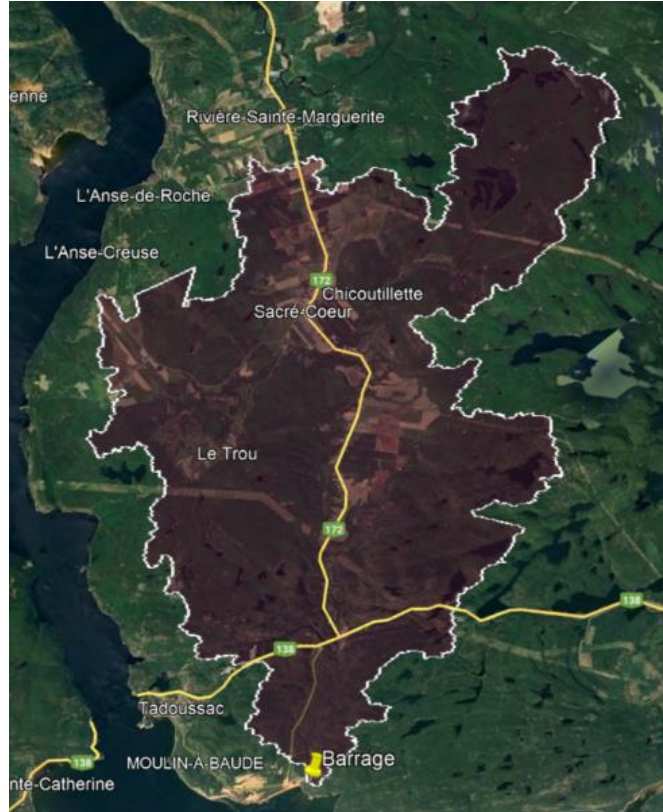 enne
Rivière-Sainte-Marguerite
L'Anse-de-Roche
L'Anse-Creuse
172
Chicoutillette
Sacré-Coeur
Le Trou
172
138
138
Tadoussac
MOULIN-À-BAUDE
Barrage
138
nte-Catherine